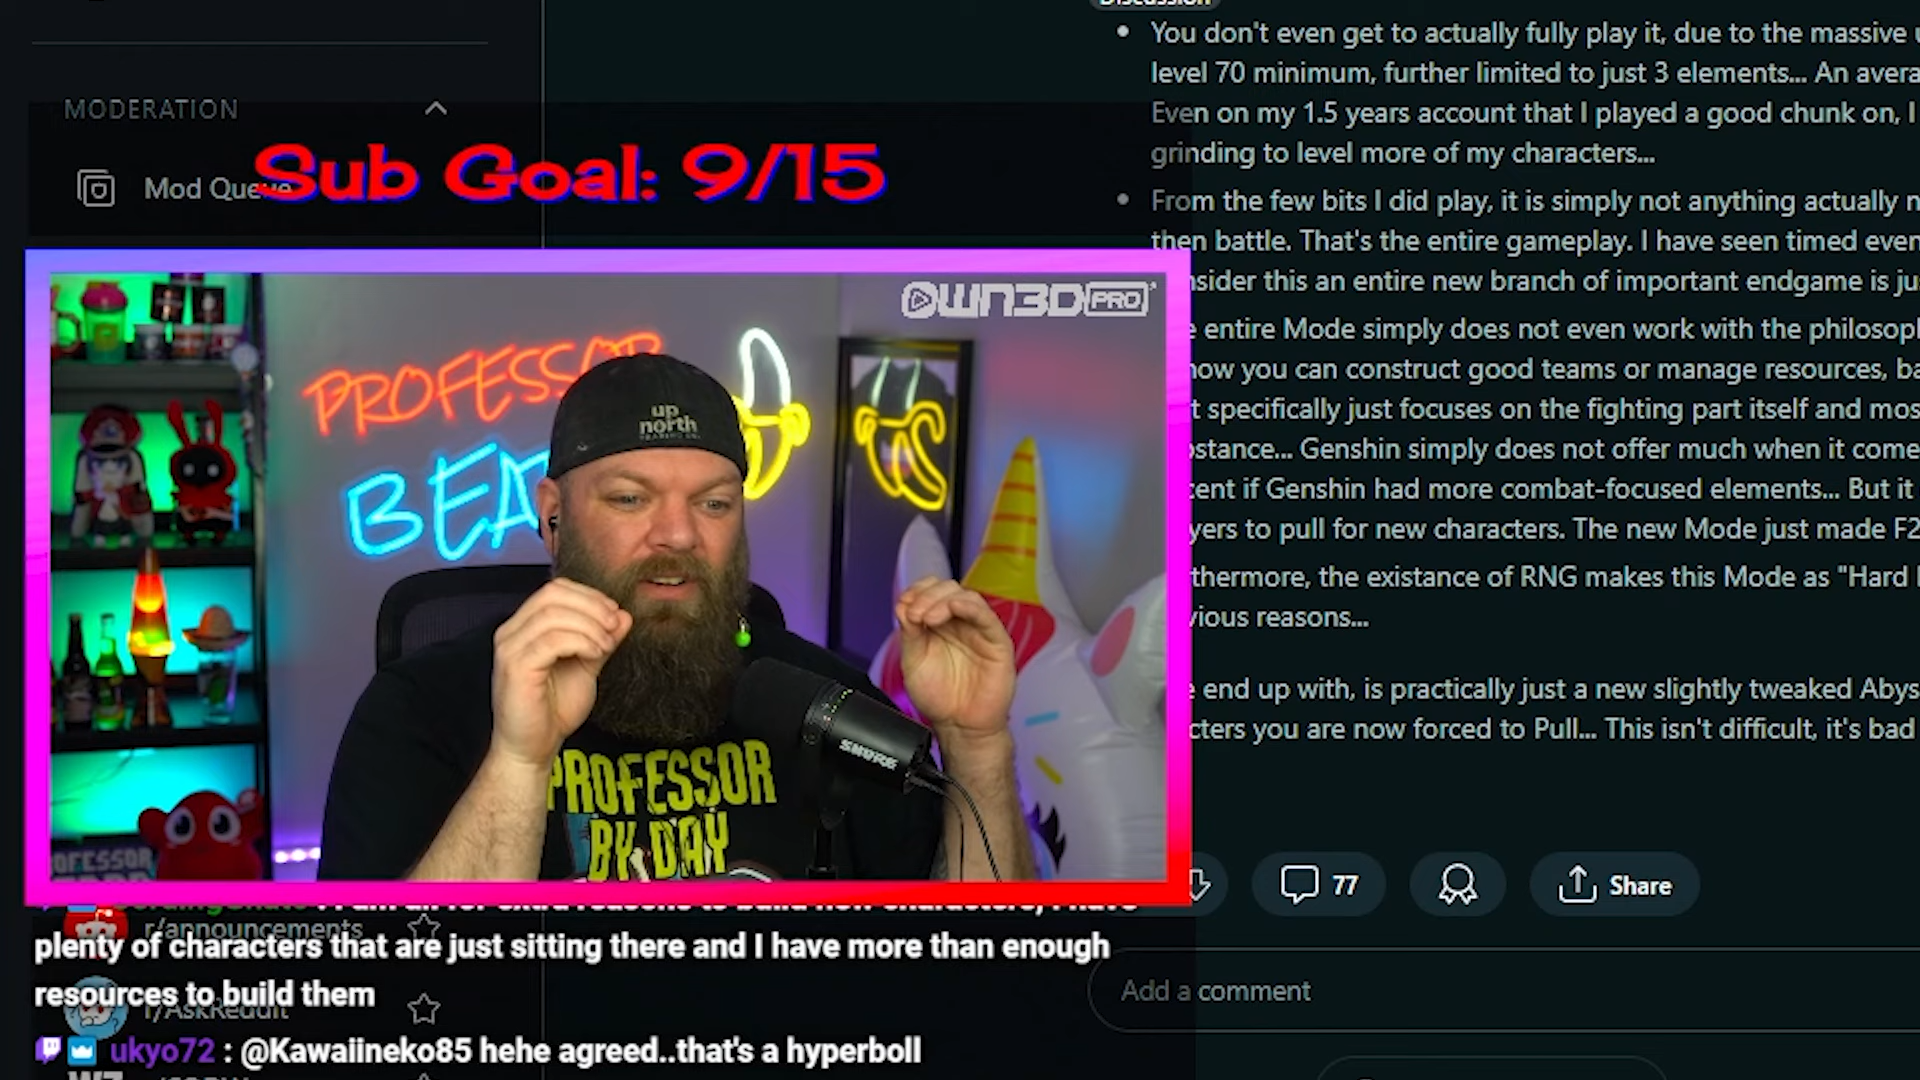 Discussion
You don't even get to actually fully play it, due to the massive
level 70 minimum, further limited to just 3 elements... An avera
Even on my 1.5 years account that I played a good chunk on, I
grinding to level more of my characters...
MODERATION
Mod Queue
Sub Goal: 9/15
From the few bits I did play, it is simply not anything actually n
then battle. That's the entire gameplay. I have seen timed even
nsider this an entire new branch of important endgame is jus
entire Mode simply does not even work with the philosoph
how you can construct good teams or manage resources, ba
t specifically just focuses on the fighting part itself and mos
bstance... Genshin simply does not offer much when it come
cent if Genshin had more combat-focused elements... But it
yers to pull for new characters. The new Mode just made F2
thermore, the existance of RNG makes this Mode as "Hard
vious reasons...
end up with, is practically just a new slightly tweaked Abys
cters you are now forced to Pull... This isn't difficult, it's bad
OWN3D PRO
PROFESSOR
BEA
up
north
TRADING CO.
PROFESSOR
BY DAY
SHURE
OFESSOR
77
Share
Add a comment
r/announcements
plenty of characters that are just sitting there and I have more than enough
resources to build them
r/AskReddit
ukyo72 : @Kawaiineko85 hehe agreed..that's a hyperboll